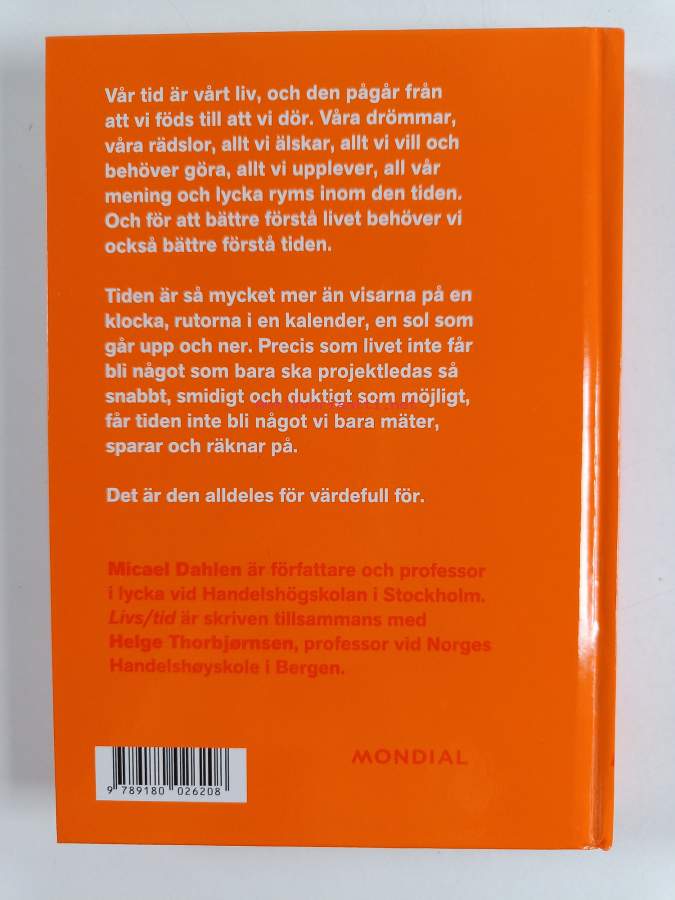 Vår tid är vårt liv, och den pågår från
att vi föds till att vi dör. Våra drömmar,
våra rädslor, allt vi älskar, allt vi vill och
behöver göra, allt vi upplever, all vår
mening och lycka ryms inom den tiden.
Och för att bättre förstå livet behöver vi
också bättre förstå tiden.
Tiden är så mycket mer än visarna på en
klocka, rutorna i en kalender, en sol som
går upp och ner. Precis som livet inte får
bli något som bara ska projektledas så
snabbt, smidigt och duktigt som möjligt,
får tiden inte bli något vi bara mäter,
sparar och räknar på.
Det är den alldeles för värdefull för.
Micael Dahlen är författare och professor
i lycka vid Handelshögskolan i Stockholm.
Livs/tid är skriven tillsammans med
Helge Thorbjørnsen, professor vid Norges
Handelshøyskole i Bergen.
MONDIAL
9 789180 026208